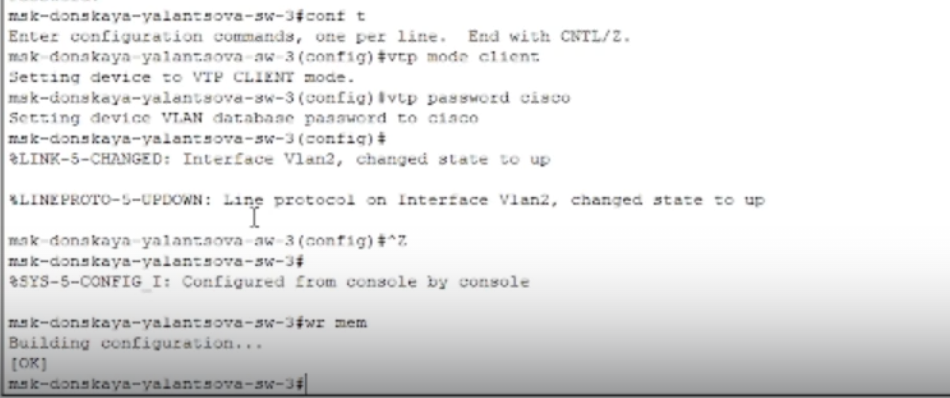 msk-donskaya-yalantsova-sw-3#conf t
Enter configuration commands, one per line. End with CNTL/Z.
msk-donskaya-yalantsova-sw-3(config)#vtp mode client
Setting device to VTP CLIENT mode.
msk-donskaya-yalantsova-sw-3(config)#vtp password cisco
Setting device VLAN database password to cisco
msk-donskaya-yalantsova-sw-3(config)#
%LINK-5-CHANGED: Interface Vlan2, changed state to up
%LINEPROTO-5-UPDOWN: Line protocol on Interface Vlan2, changed state to up
msk-donskaya-yalantsova-sw-3(config)#^Z
msk-donskaya-yalantsova-sw-3#
%SYS-5-CONFIG_I: Configured from console by console
msk-donskaya-yalantsova-sw-3#wr mem
Building configuration...
[OK]
msk-donskaya-yalantsova-sw-3#